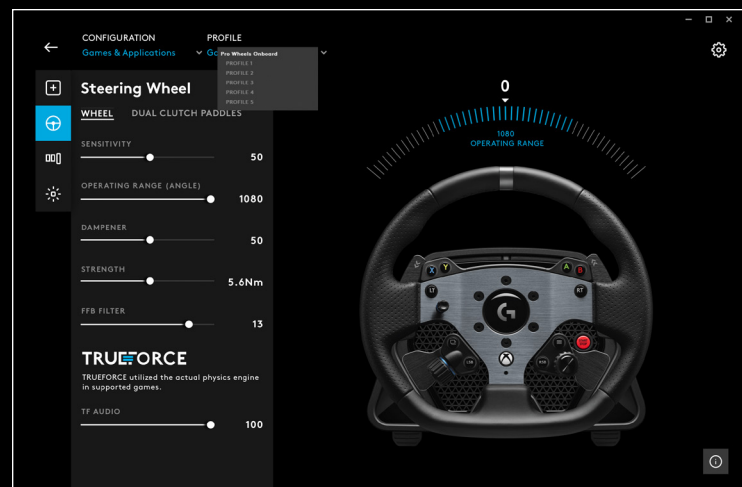 CONFIGURATION
PROFILE
Games & Applications
Pro Wheels Onboard
PROFILE 1
PROFILE 2
PROFILE 3
PROFILE 4
PROFILE 5
Steering Wheel
WHEEL
DUAL CLUTCH PADDLES
SENSITIVITY
50
OPERATING RANGE (ANGLE)
1080
DAMPENER
50
STRENGTH
5.6Nm
FFB FILTER
13
TRUEFORCE
TRUEFORCE utilized the actual physics engine
in supported games.
TF AUDIO
100
0
1080
OPERATING RANGE
X
Y
A
B
LT
RT
G
LSB
RSB